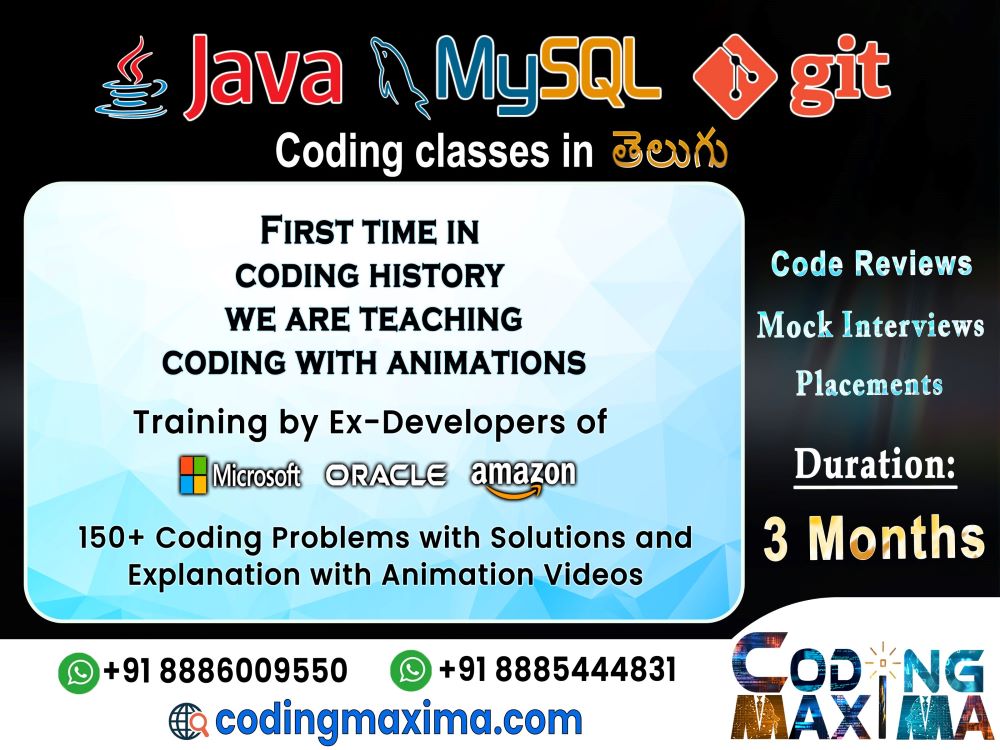 Java MySQL git
Coding classes in తెలుగు
FIRST TIME IN
CODING HISTORY
WE ARE TEACHING
CODING WITH ANIMATIONS
Training by Ex-Developers of
Microsoft ORACLE amazon
150+ Coding Problems with Solutions and
Explanation with Animation Videos
Code Reviews
Mock Interviews
Placements
Duration:
3 Months
+91 8886009550 +91 8885444831
codingmaxima.com
CODING
MAXIMA